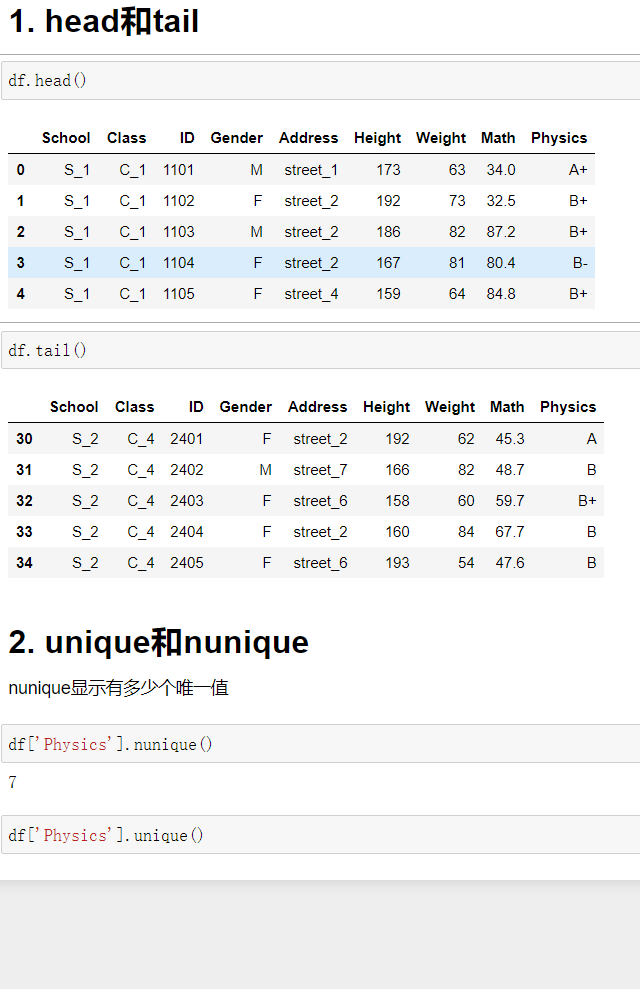 1. head和tail
df.head()
School Class ID Gender Address Height Weight Math Physics
0 S_1 C_1 1101 M street_1 173 63 34.0 A+
1 S_1 C_1 1102 F street_2 192 73 32.5 B+
2 S_1 C_1 1103 M street_2 186 82 87.2 B+
3 S_1 C_1 1104 F street_2 167 81 80.4 B-
4 S_1 C_1 1105 F street_4 159 64 84.8 B+
df.tail()
School Class ID Gender Address Height Weight Math Physics
30 S_2 C_4 2401 F street_2 192 62 45.3 A
31 S_2 C_4 2402 M street_7 166 82 48.7 B
32 S_2 C_4 2403 F street_6 158 60 59.7 B+
33 S_2 C_4 2404 F street_2 160 84 67.7 B
34 S_2 C_4 2405 F street_6 193 54 47.6 B
2. unique和nunique
nunique显示有多少个唯一值
df['Physics'].nunique()
7
df['Physics'].unique()